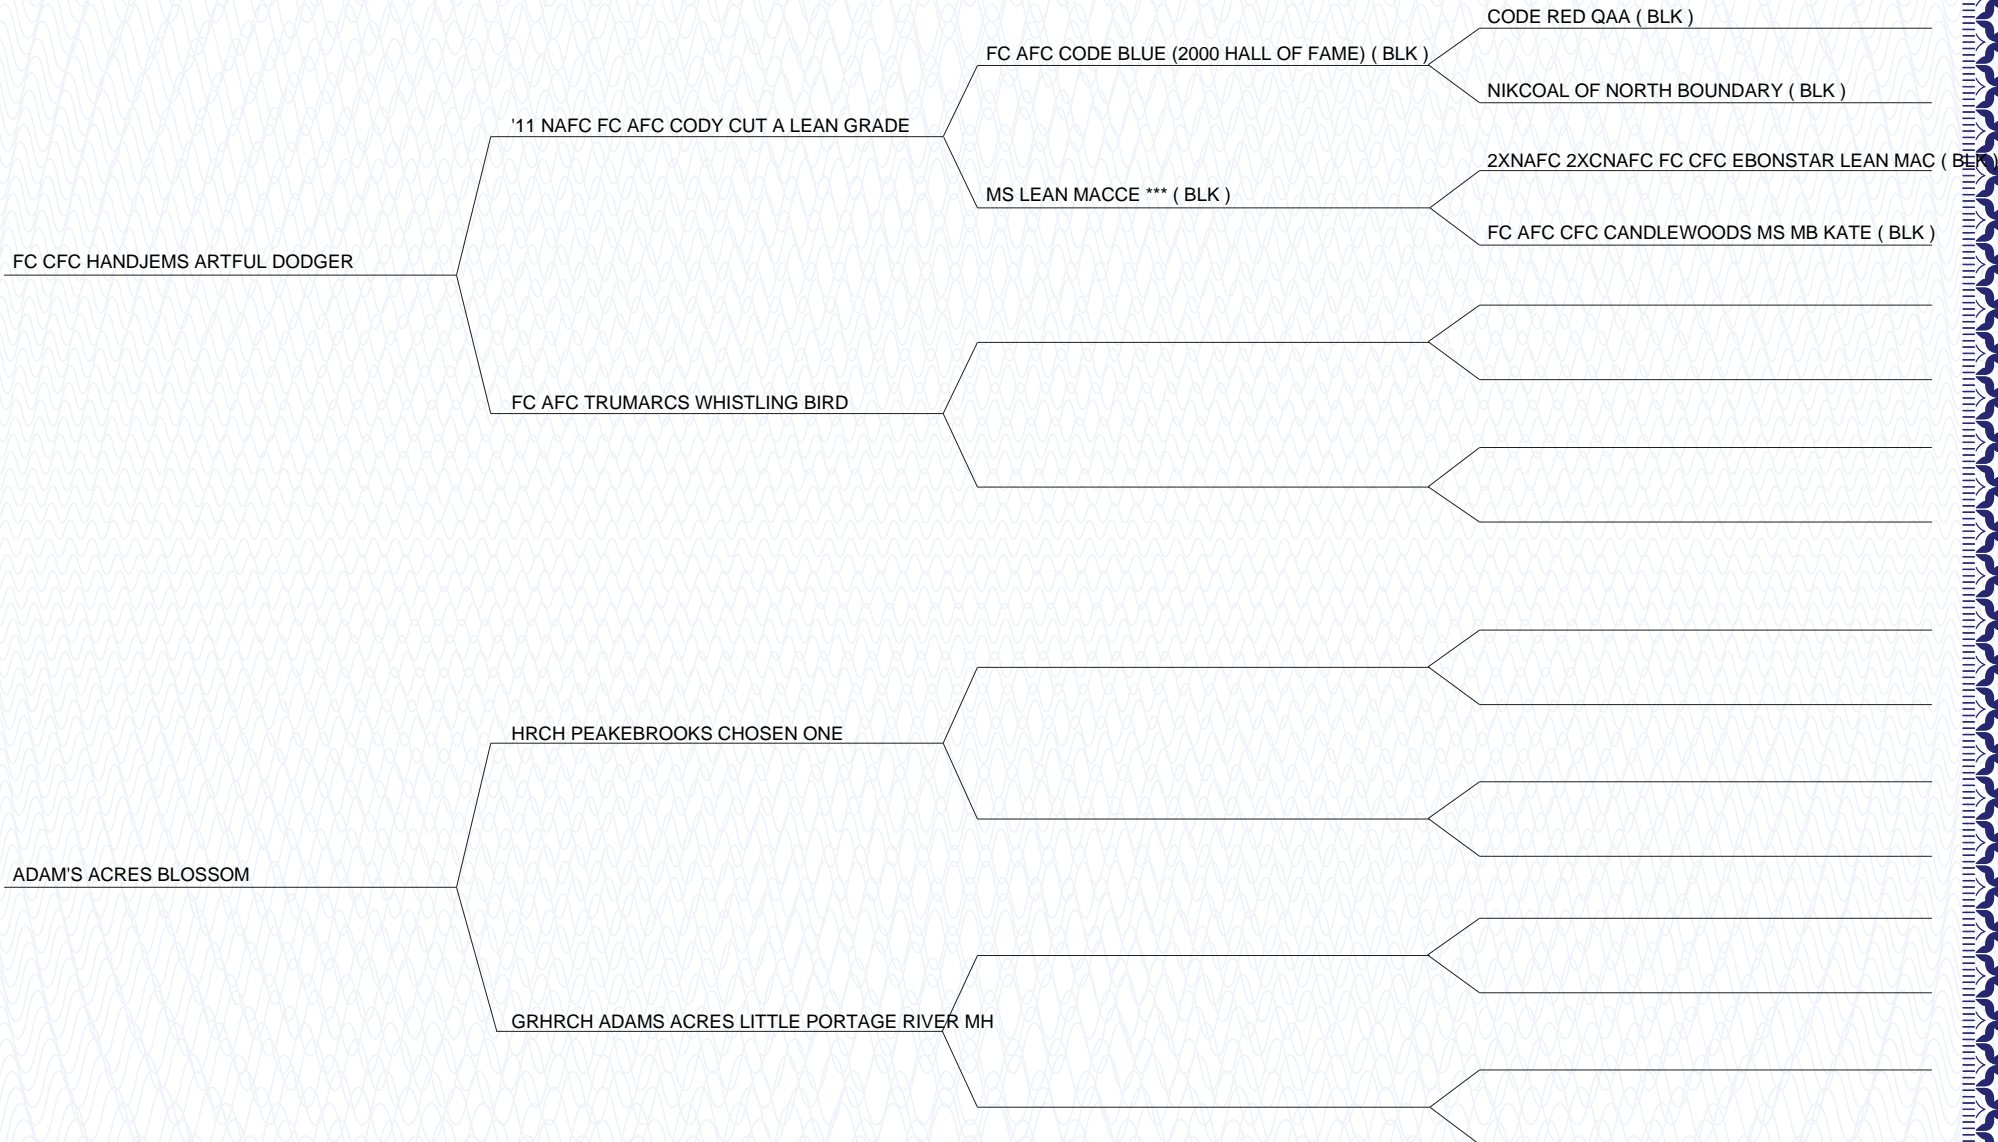 CODE RED QAA ( BLK )
FC AFC CODE BLUE (2000 HALL OF FAME) ( BLK )
NIKCOAL OF NORTH BOUNDARY ( BLK )
'11 NAFC FC AFC CODY CUT A LEAN GRADE
2XNAFC 2XCNAFC FC CFC EBONSTAR LEAN MAC ( BLK )
MS LEAN MACCE *** ( BLK )
FC AFC CFC CANDLEWOODS MS MB KATE ( BLK )
FC CFC HANDJEMS ARTFUL DODGER
FC AFC TRUMARCS WHISTLING BIRD
HRCH PEAKEBROOKS CHOSEN ONE
ADAM'S ACRES BLOSSOM
GRHRCH ADAMS ACRES LITTLE PORTAGE RIVER MH